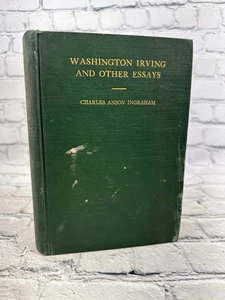 WASHINGTON IRVING
AND OTHER ESSAYS
CHARLES ANSON INGRAHAM